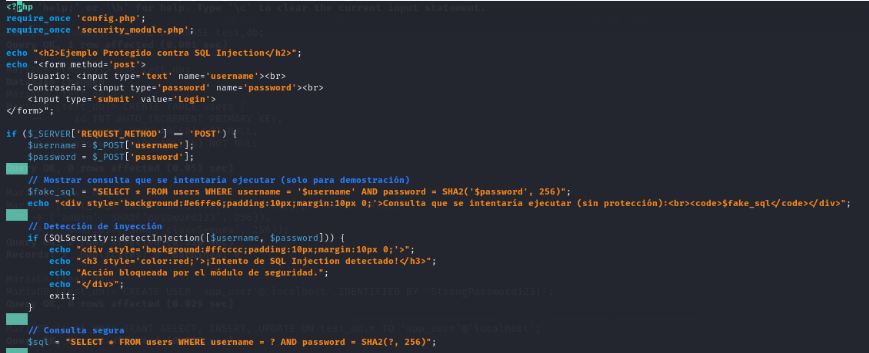 <?php
require_once 'config.php';
require_once 'security_module.php';
echo "<h2>Ejemplo Protegido contra SQL Injection</h2>";
echo "<form method='post'>
Usuario: <input type='text' name='username'><br>
Contraseña: <input type='password' name='password'><br>
<input type='submit' value='Login'>
</form>";
if ($_SERVER['REQUEST_METHOD'] == 'POST') {
$username = $_POST['username'];
$password = $_POST['password'];
// Mostrar consulta que se intentaría ejecutar (solo para demostración)
$fake_sql = "SELECT * FROM users WHERE username = '$username' AND password = SHA2('$password', 256)";
echo "<div style='background:#e6ffe6;padding:10px;margin:10px 0;'>Consulta que se intentaría ejecutar (sin protección):<br><code>$fake_sql</code></div>";
// Detección de inyección
if (SQLSecurity::detectInjection([$username, $password])) {
echo "<div style='background:#ffcccc;padding:10px;margin:10px 0;'>";
echo "<h3 style='color:red;'>¡Intento de SQL Injection detectado!</h3>";
echo "Acción bloqueada por el módulo de seguridad.";
echo "</div>";
exit;
}
// Consulta segura
$sql = "SELECT * FROM users WHERE username = ? AND password = SHA2(?, 256)";